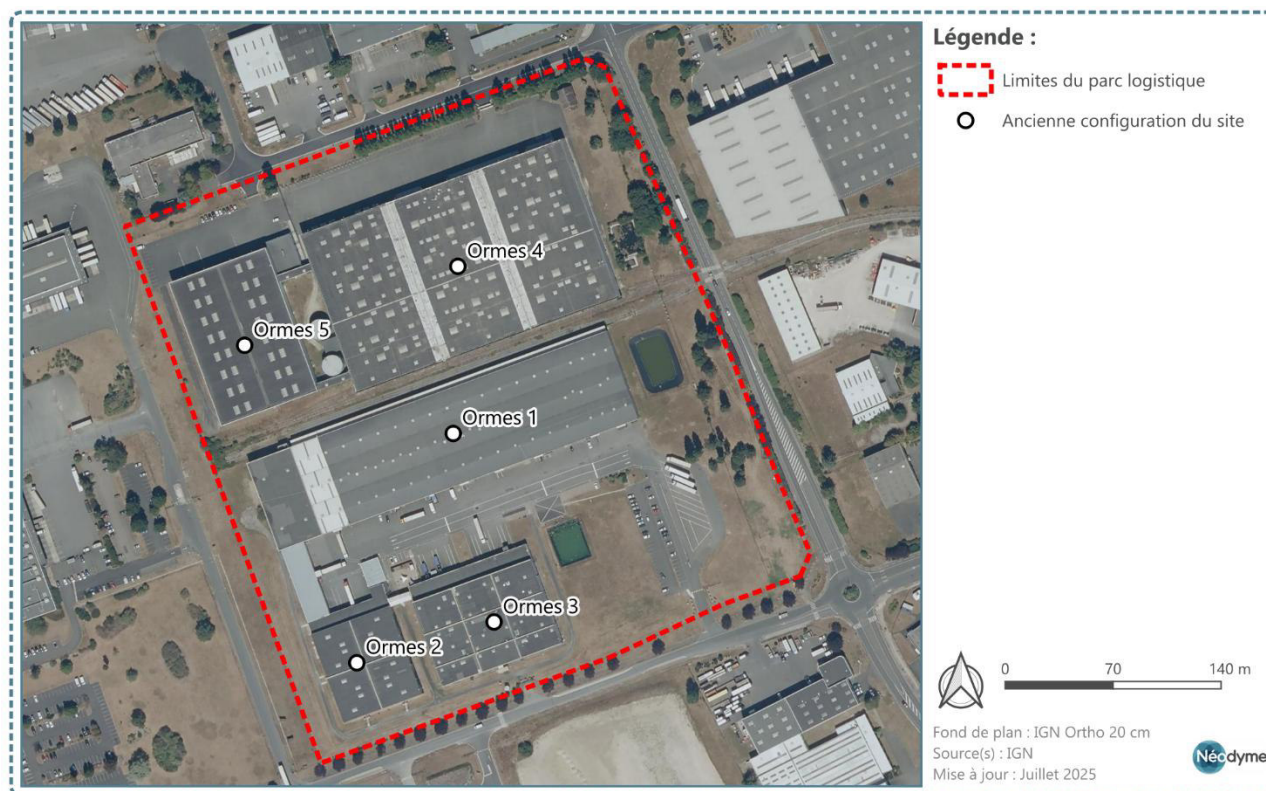 Légende :
Limites du parc logistique
Ancienne configuration du site
Ormes 4
Ormes 5
Ormes 1
Ormes 3
Ormes 2
0 70 140 m
Fond de plan : IGN Ortho 20 cm
Source(s) : IGN
Mise à jour : Juillet 2025
Néodyme